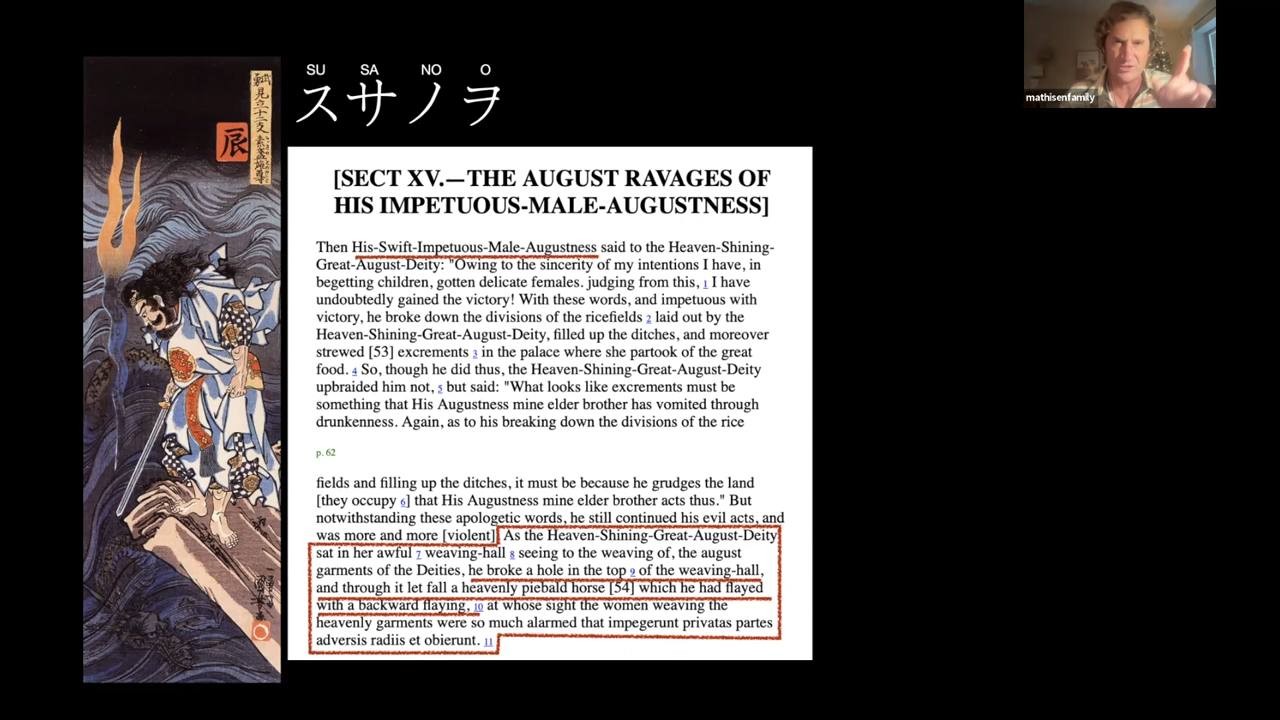 SU SA NO O
スサノヲ
mathisenfamily
辰
[SECT XV.—THE AUGUST RAVAGES OF
HIS IMPETUOUS-MALE-AUGUSTNESS]
Then His-Swift-Impetuous-Male-Augustness said to the Heaven-Shining-
Great-August-Deity: "Owing to the sincerity of my intentions I have, in
begetting children, gotten delicate females. judging from this, 1 I have
undoubtedly gained the victory! With these words, and impetuous with
victory, he broke down the divisions of the ricefields 2 laid out by the
Heaven-Shining-Great-August-Deity, filled up the ditches, and moreover
strewed [53] excrements 3 in the palace where she partook of the great
food. 4 So, though he did thus, the Heaven-Shining-Great-August-Deity
upbraided him not, 5 but said: "What looks like excrements must be
something that His Augustness mine elder brother has vomited through
drunkenness. Again, as to his breaking down the divisions of the rice
p. 62
fields and filling up the ditches, it must be because he grudges the land
[they occupy 6] that His Augustness mine elder brother acts thus." But
notwithstanding these apologetic words, he still continued his evil acts, and
was more and more [violent]. As the Heaven-Shining-Great-August-Deity
sat in her awful 7 weaving-hall 8 seeing to the weaving of, the august
garments of the Deities, he broke a hole in the top 9 of the weaving-hall,
and through it let fall a heavenly piebald horse [54] which he had flayed
with a backward flaying, 10 at whose sight the women weaving the
heavenly garments were so much alarmed that impegerunt privatas partes
adversis radiis et obierunt. 11